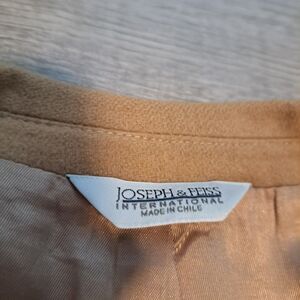 JOSEPH & FEISS
INTERNATIONAL
MADE IN CHILE